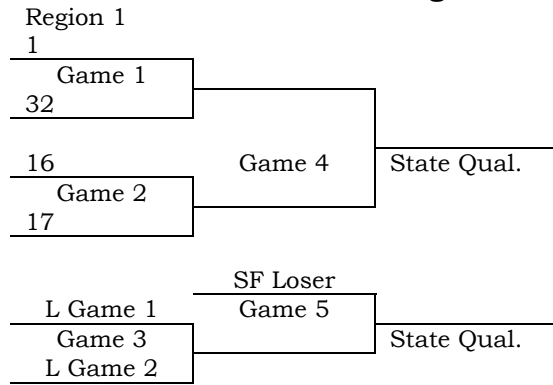 Region 1
1
Game 1
32
16
Game 4
State Qual.
Game 2
17
SF Loser
L Game 1
Game 5
Game 3
State Qual.
L Game 2